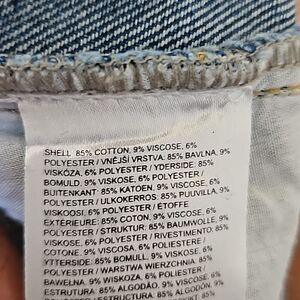 SHELL: 85% COTTON, 9% VISCOSE, 6%
POLYESTER / VNĚJŠÍ VRSTVA: 85% BAVLNA, 9%
VISKÓZA, 6% POLYESTER / YDERSIDE: 85%
BOMULD, 9% VISKOSE, 6% POLYESTER /
BUITENKANT: 85% KATOEN, 9% VISCOSE, 6%
POLYESTER / ULKOKERROS: 85% PUUVILLA, 9%
VISKOOSI, 6% POLYESTER / ÉTOFFE
EXTÉRIEURE: 85% COTON, 9% VISCOSE, 6%
POLYESTER / STRUKTUR: 85% BAUMWOLLE, 9%
VISKOSE, 6% POLYESTER / RIVESTIMENTO: 85%
COTONE, 9% VISCOSA, 6% POLIESTERE /
YTTERSIDE: 85% BOMULL, 9% VISKOSE, 6%
POLYESTER / WARSTWA WIERZCHNIA: 85%
BAWEŁNA, 9% WISKOZA, 6% POLIESTER /
ESTRUTURA: 85% ALGODÃO, 9% VISCOSE, 6%
85% ALGODÓN, 9%